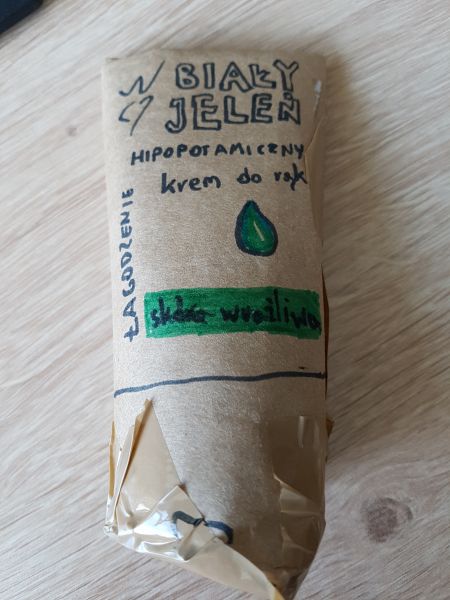 BIAŁY
JELEŃ
HIPOPOTAMICZNY
krem do rąk
ŁAGODZENIE
skóra wrażliwa